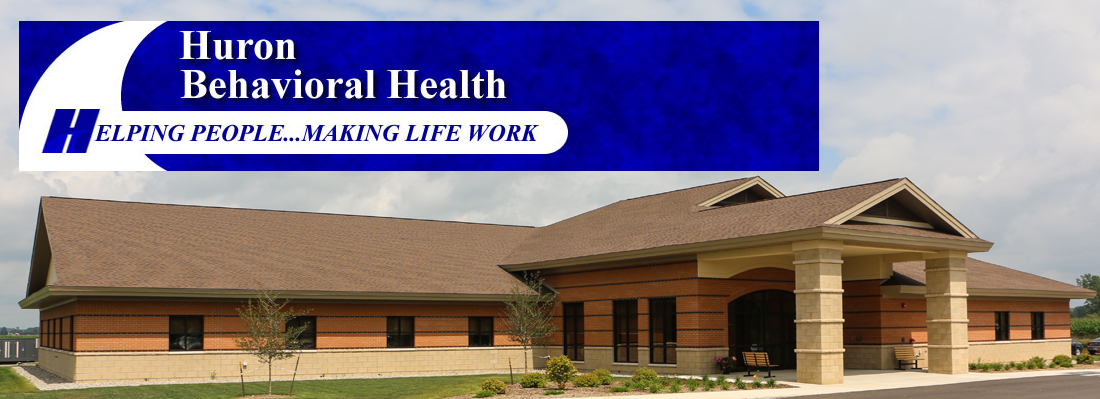 Huron
Behavioral Health
HELPING PEOPLE...MAKING LIFE WORK